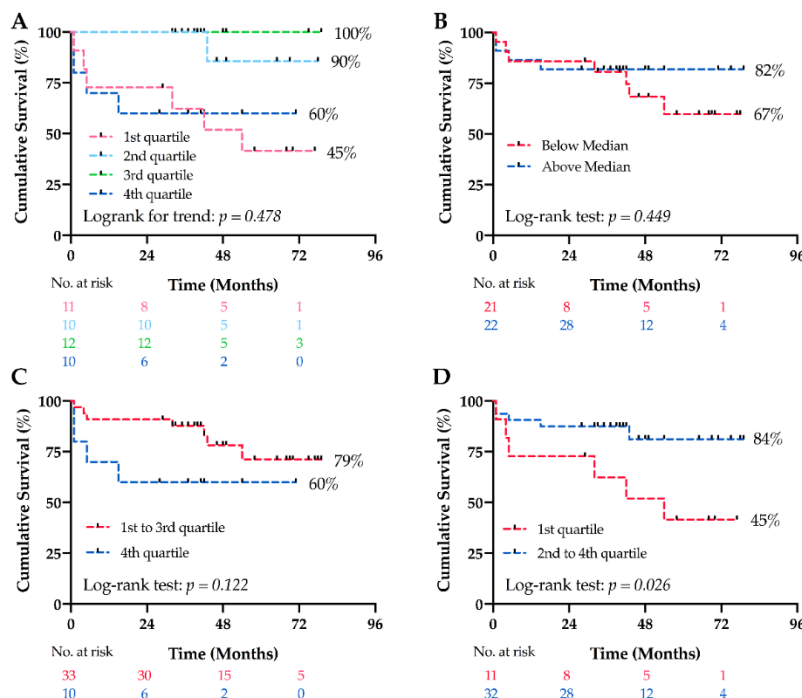 A
Cumulative Survival (%)
100
75
50
25
0
100%
90%
60%
45%
1st quartile
2nd quartile
3rd quartile
4th quartile
Logrank for trend: p = 0.478
0 24 48 72 96
No. at risk Time (Months)
11 8 5 1
10 10 5 1
12 12 5 3
10 6 2 0
B
Cumulative Survival (%)
100
75
50
25
0
82%
67%
Below Median
Above Median
Log-rank test: p = 0.449
0 24 48 72 96
No. at risk Time (Months)
21 8 5 1
22 28 12 4
C
Cumulative Survival (%)
100
75
50
25
0
79%
60%
1st to 3rd quartile
4th quartile
Log-rank test: p = 0.122
0 24 48 72 96
No. at risk Time (Months)
33 30 15 5
10 6 2 0
D
Cumulative Survival (%)
100
75
50
25
0
84%
45%
1st quartile
2nd to 4th quartile
Log-rank test: p = 0.026
0 24 48 72 96
No. at risk Time (Months)
11 8 5 1
32 28 12 4